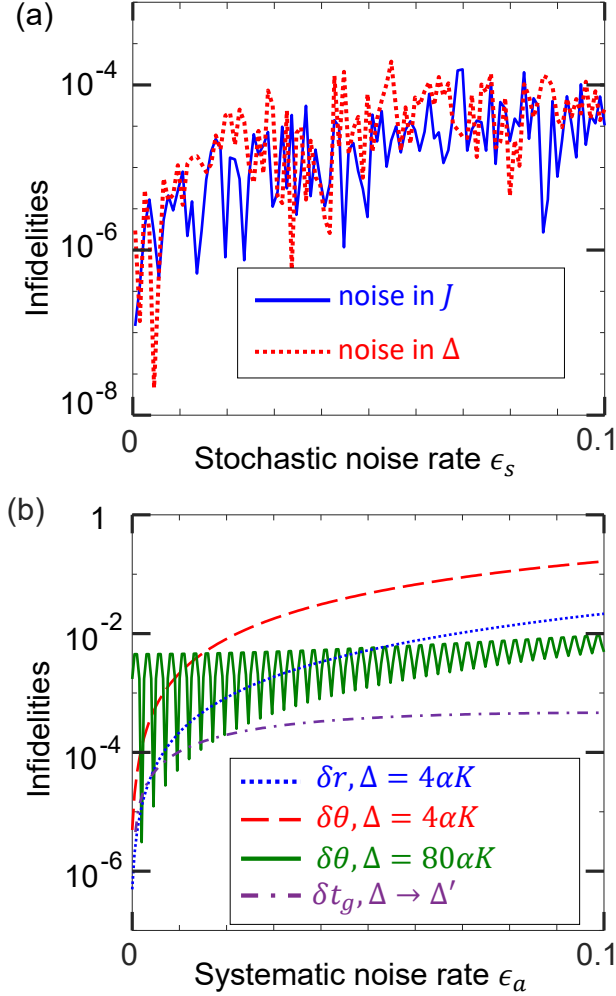 (a)
10⁻⁴
10⁻⁶
10⁻⁸
Infidelities
noise in J
noise in Δ
0
0.1
Stochastic noise rate ϵₛ
(b)
1
10⁻²
10⁻⁴
10⁻⁶
Infidelities
δr, Δ = 4αK
δθ, Δ = 4αK
δθ, Δ = 80αK
δt_g, Δ → Δ′
0
0.1
Systematic noise rate ϵₐ